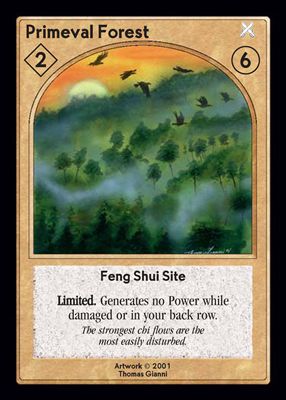 Primeval Forest
2
6
Feng Shui Site
Limited. Generates no Power while
damaged or in your back row.
The strongest chi flows are the
most easily disturbed.
Artwork © 2001
Thomas Gianni